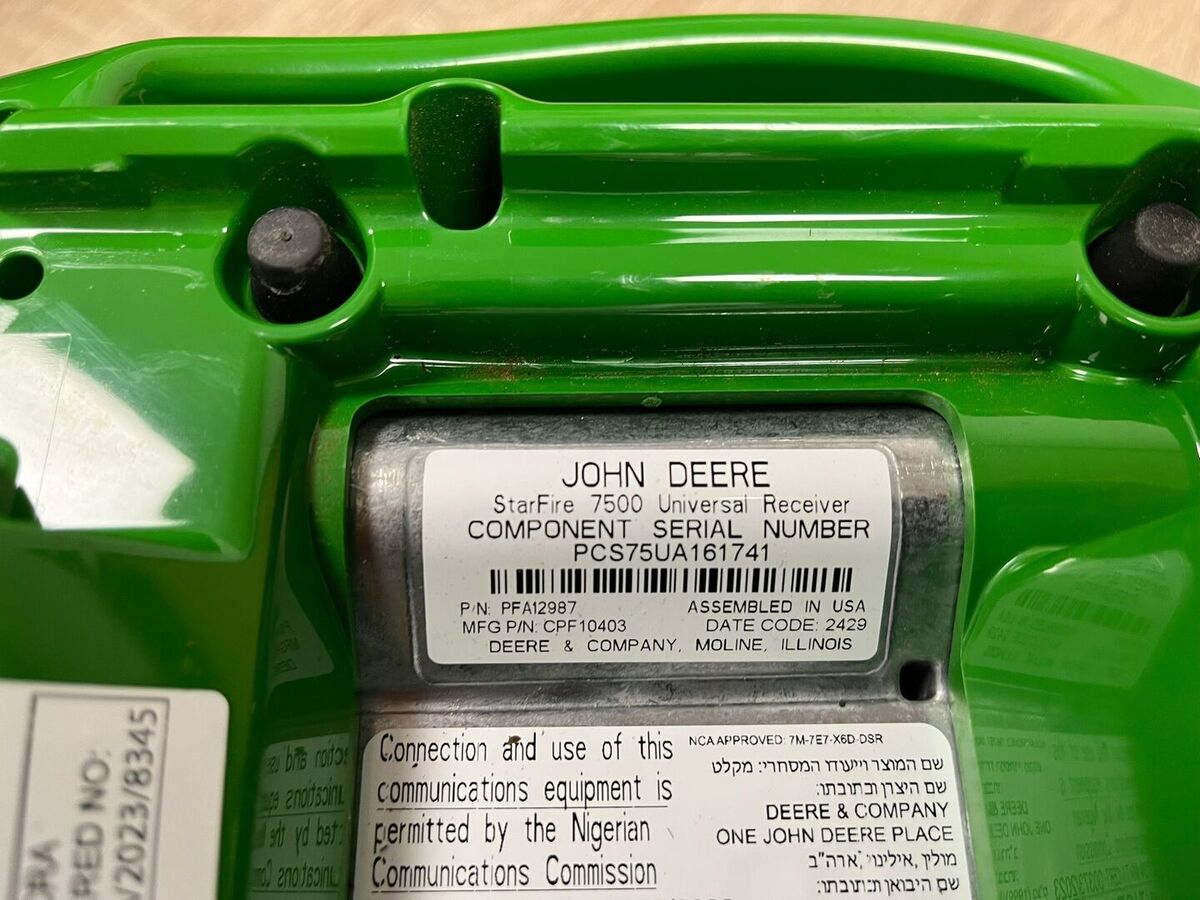 JOHN DEERE
StarFire 7500 Universal Receiver
COMPONENT SERIAL NUMBER
PCS75UA161741
P/N: PFA12987 ASSEMBLED IN USA
MFG P/N: CPF10403 DATE CODE: 2429
DEERE & COMPANY, MOLINE, ILLINOIS
Connection and use of this
communications equipment is
permitted by the Nigerian
Communications Commission
NCA APPROVED: 7M-7E7-X6D-DSR
שם המוצר וייעודו המסחרי: מקלט
שם היצרן וכתובתו:
DEERE & COMPANY
ONE JOHN DEERE PLACE
מולין, אילינוי, ארה"ב
שם היבואן וכתובתו:
RED NO:
/2023/8345